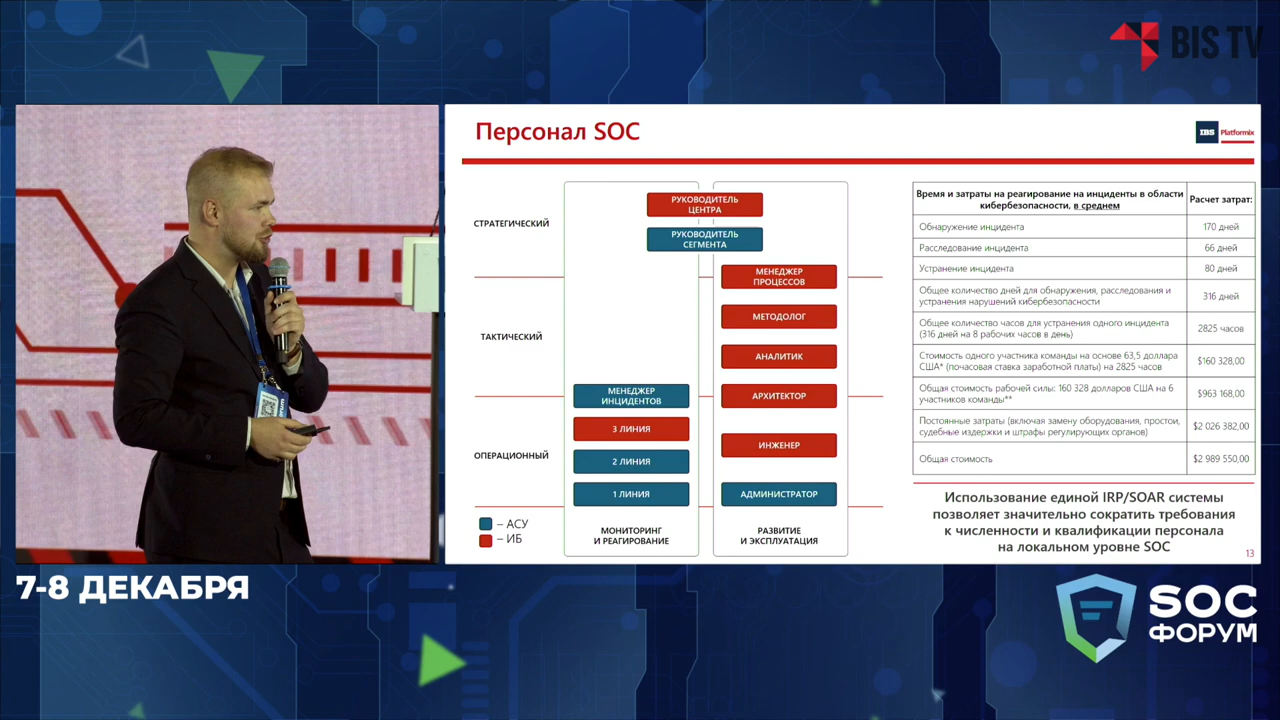 BIS TV
Персонал SOC
IBS Platformix
СТРАТЕГИЧЕСКИЙ
ТАКТИЧЕСКИЙ
ОПЕРАЦИОННЫЙ
РУКОВОДИТЕЛЬ
ЦЕНТРА
РУКОВОДИТЕЛЬ
СЕГМЕНТА
МЕНЕДЖЕР
ПРОЦЕССОВ
МЕТОДОЛОГ
АНАЛИТИК
МЕНЕДЖЕР
ИНЦИДЕНТОВ
АРХИТЕКТОР
3 ЛИНИЯ
ИНЖЕНЕР
2 ЛИНИЯ
1 ЛИНИЯ
АДМИНИСТРАТОР
– АСУ
– ИБ
МОНИТОРИНГ
И РЕАГИРОВАНИЕ
РАЗВИТИЕ
И ЭКСПЛУАТАЦИЯ
Время и затраты на реагирование на инциденты в области
кибербезопасности, в среднем
Расчет затрат:
Обнаружение инцидента
170 дней
Расследование инцидента
66 дней
Устранение инцидента
80 дней
Общее количество дней для обнаружения, расследования и
устранения нарушений кибербезопасности
316 дней
Общее количество часов для устранения одного инцидента
(316 дней на 8 рабочих часов в день)
2825 часов
Стоимость одного участника команды на основе 63,5 доллара
США* (почасовая ставка заработной платы) на 2825 часов
$160 328,00
Общая стоимость рабочей силы: 160 328 долларов США на 6
участников команды**
$963 168,00
Постоянные затраты (включая замену оборудования, простои,
судебные издержки и штрафы регулирующих органов)
$2 026 382,00
Общая стоимость
$2 989 550,00
Использование единой IRP/SOAR системы
позволяет значительно сократить требования
к численности и квалификации персонала
на локальном уровне SOC
13
7-8 ДЕКАБРЯ
SOC
ФОРУМ